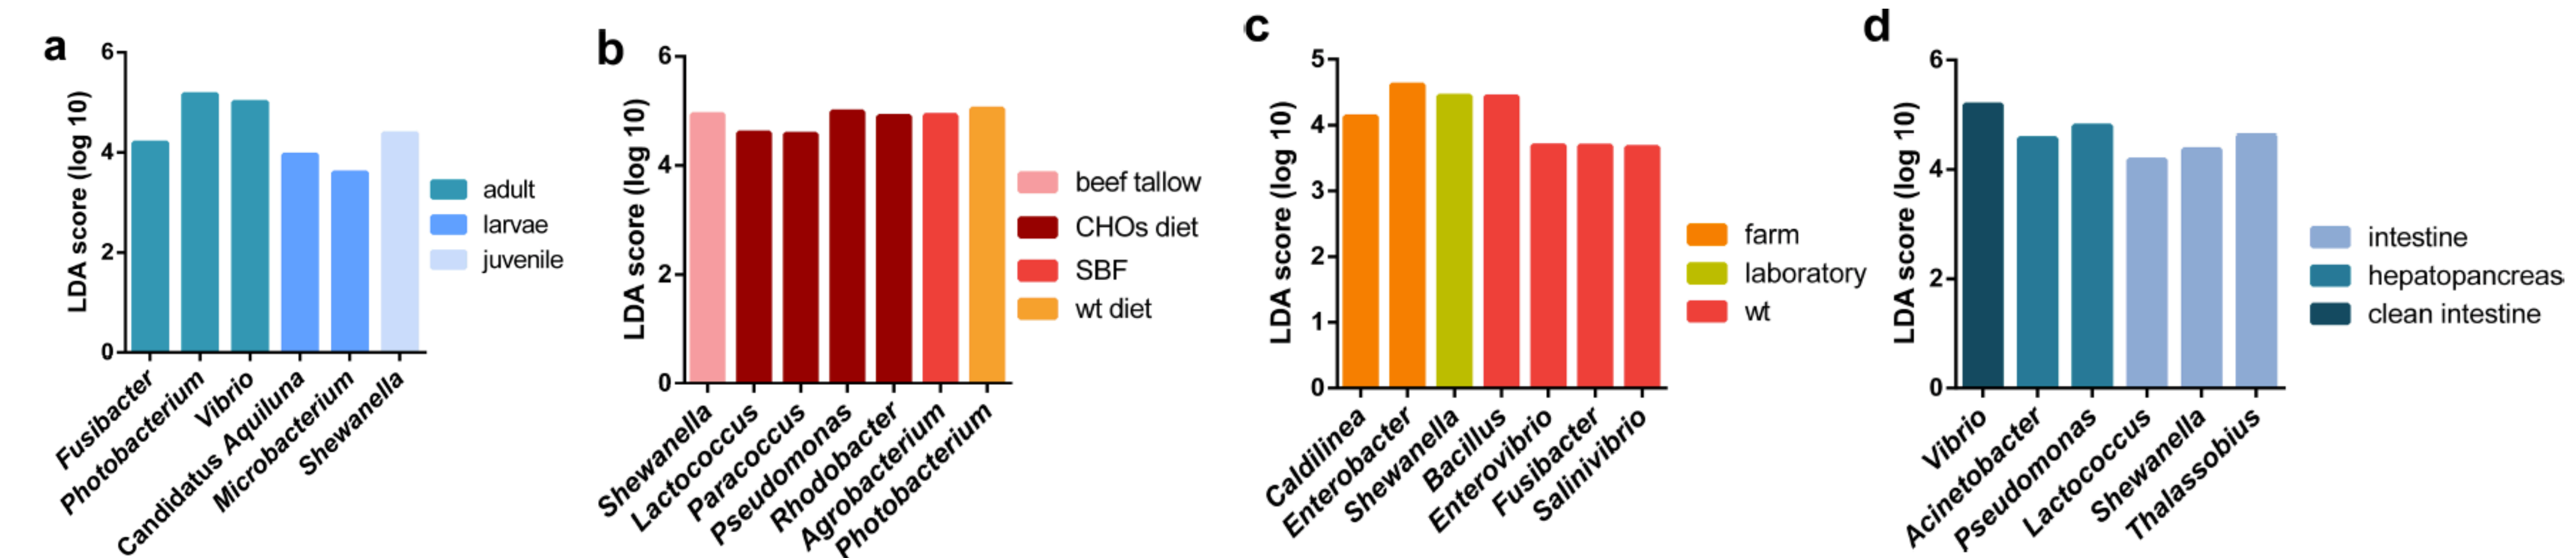 a
LDA score (log 10)
6
4
2
0
Fusibacter
Photobacterium
Vibrio
Candidatus Aquiluna
Microbacterium
Shewanella
adult
larvae
juvenile
b
LDA score (log 10)
6
4
2
0
Shewanella
Lactococcus
Paracoccus
Pseudomonas
Rhodobacter
Agrobacterium
Photobacterium
beef tallow
CHOs diet
SBF
wt diet
c
LDA score (log 10)
5
4
3
2
1
0
Caldilinea
Enterobacter
Shewanella
Bacillus
Enterovibrio
Fusibacter
Salinivibrio
farm
laboratory
wt
d
LDA score (log 10)
6
4
2
0
Vibrio
Acinetobacter
Pseudomonas
Lactococcus
Shewanella
Thalassobius
intestine
hepatopancreas
clean intestine